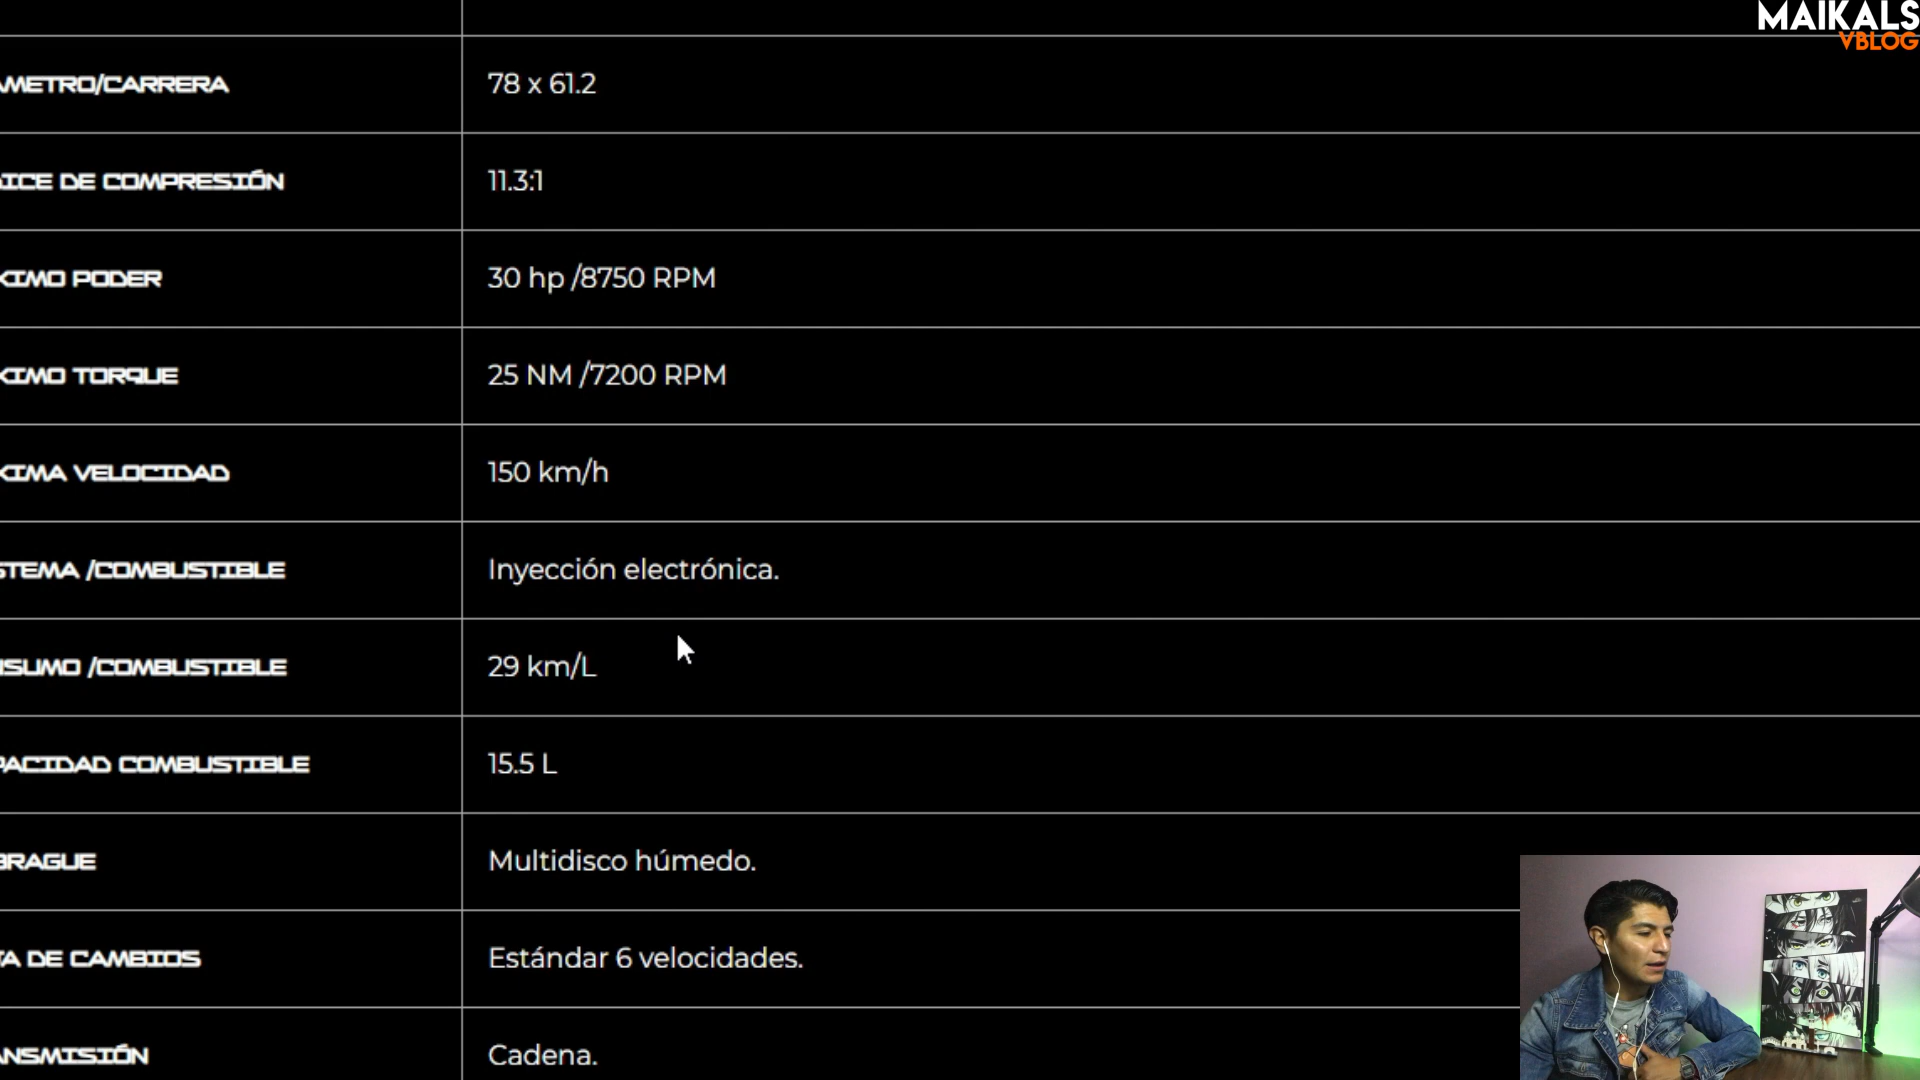 MAIKALS
VBLOG
AMETRO/CARRERA 78 x 61.2
ICE DE COMPRESIÓN 11.3:1
XIMO PODER 30 hp /8750 RPM
XIMO TORQUE 25 NM /7200 RPM
XIMA VELOCIDAD 150 km/h
STEMA /COMBUSTIBLE Inyección electrónica.
NSUMO /COMBUSTIBLE 29 km/L
PACIDAD COMBUSTIBLE 15.5 L
BRAGUE Multidisco húmedo.
A DE CAMBIOS Estándar 6 velocidades.
ANSMISIÓN Cadena.